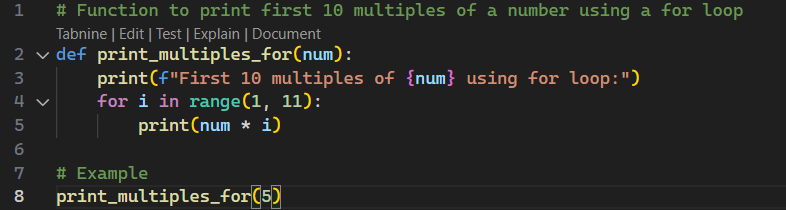 1 # Function to print first 10 multiples of a number using a for loop
Tabnine | Edit | Test | Explain | Document
2 def print_multiples_for(num):
3     print(f"First 10 multiples of {num} using for loop:")
4     for i in range(1, 11):
5         print(num * i)
6
7 # Example
8 print_multiples_for(5)